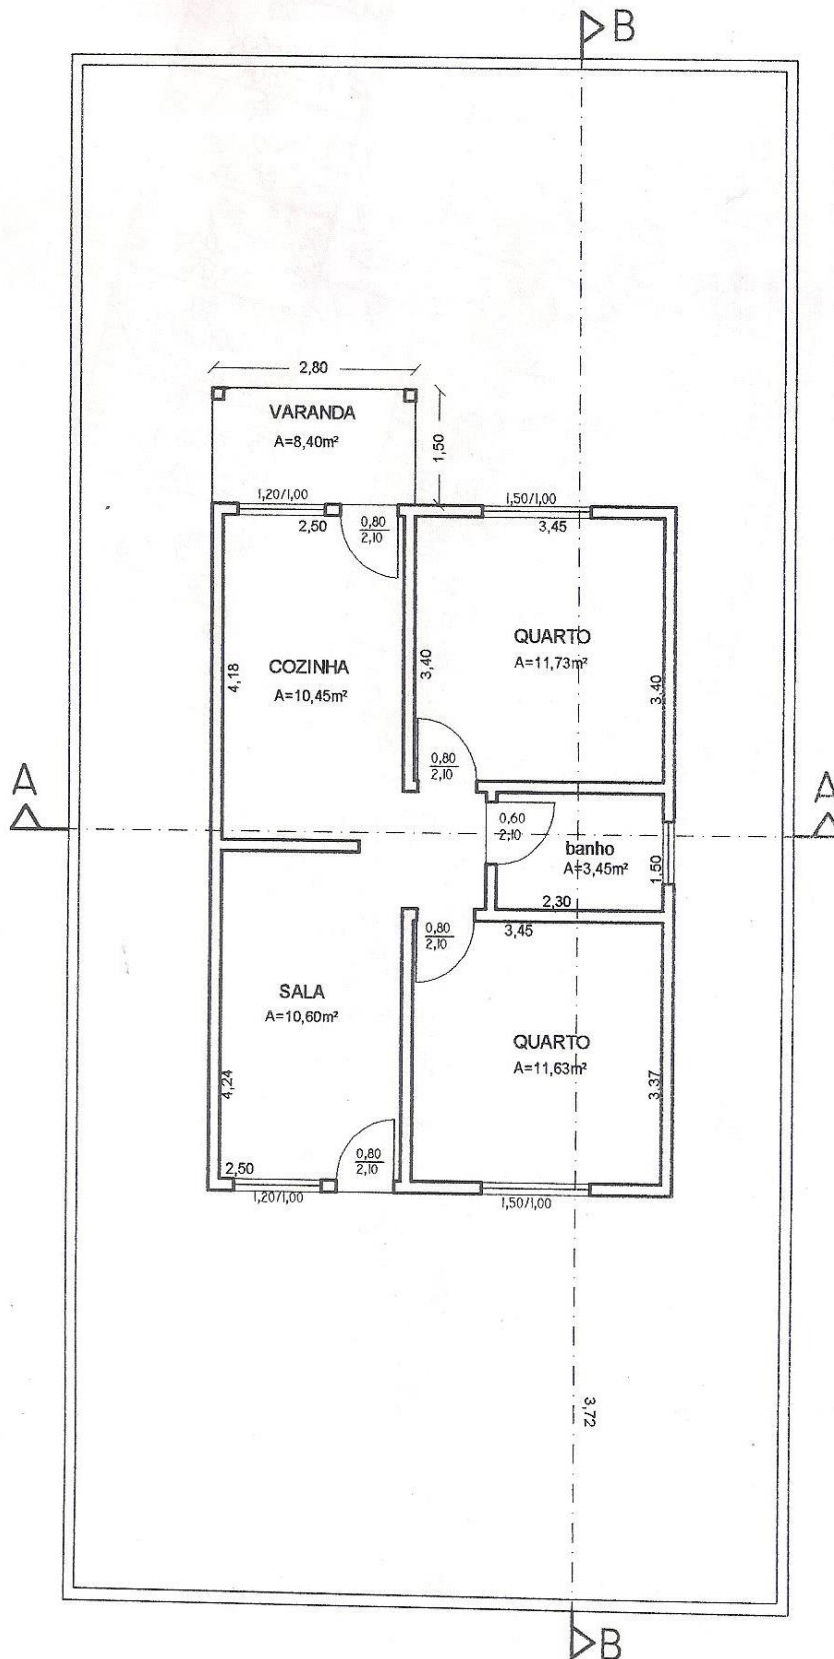 B
2,80
VARANDA
A=8,40m²
1,50
1,20/1,00
2,50
0,80
2,10
1,50/1,00
3,45
COZINHA
A=10,45m²
4,18
3,40
QUARTO
A=11,73m²
3,40
0,80
2,10
A
A
0,60
2,10
banho
A=3,45m²
1,50
2,30
0,80
2,10
3,45
SALA
A=10,60m²
4,24
QUARTO
A=11,63m²
3,37
2,50
0,80
2,10
1,20/1,00
1,50/1,00
3,72
B